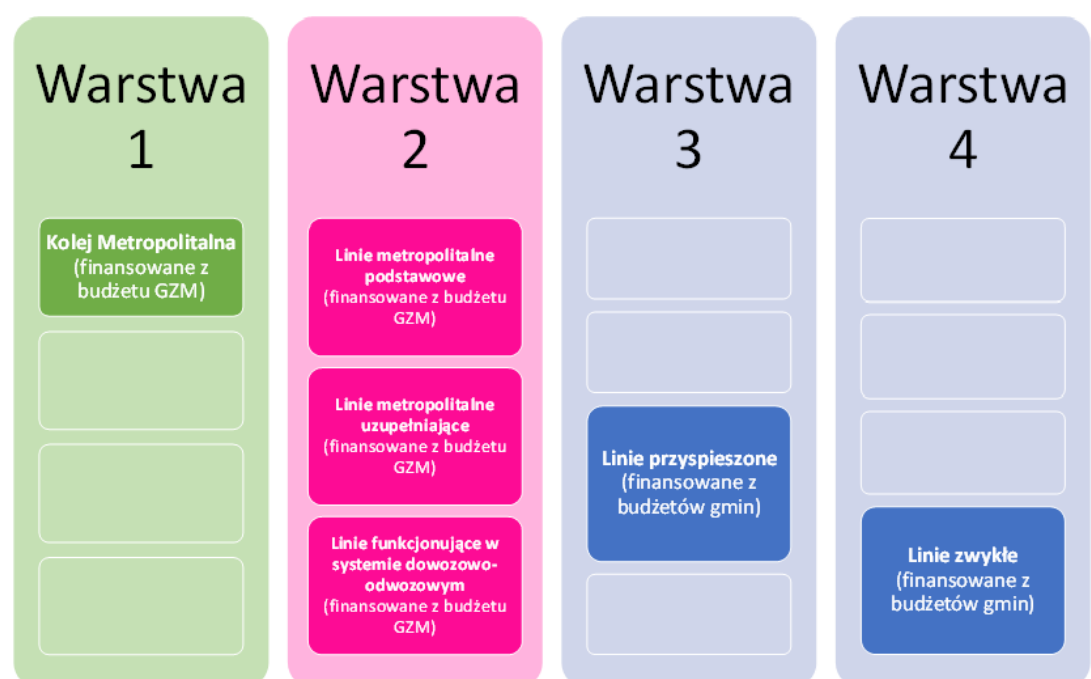 Warstwa
1
Kolej Metropolitalna
(finansowane z
budżetu GZM)
Warstwa
2
Linie metropolitalne
podstawowe
(finansowane z budżetu
GZM)
Linie metropolitalne
uzupełniające
(finansowane z budżetu
GZM)
Linie funkcjonujące w
systemie dowozowo-
odwozowym
(finansowane z budżetu
GZM)
Warstwa
3
Linie przyspieszone
(finansowane z
budżetów gmin)
Warstwa
4
Linie zwykłe
(finansowane z
budżetów gmin)